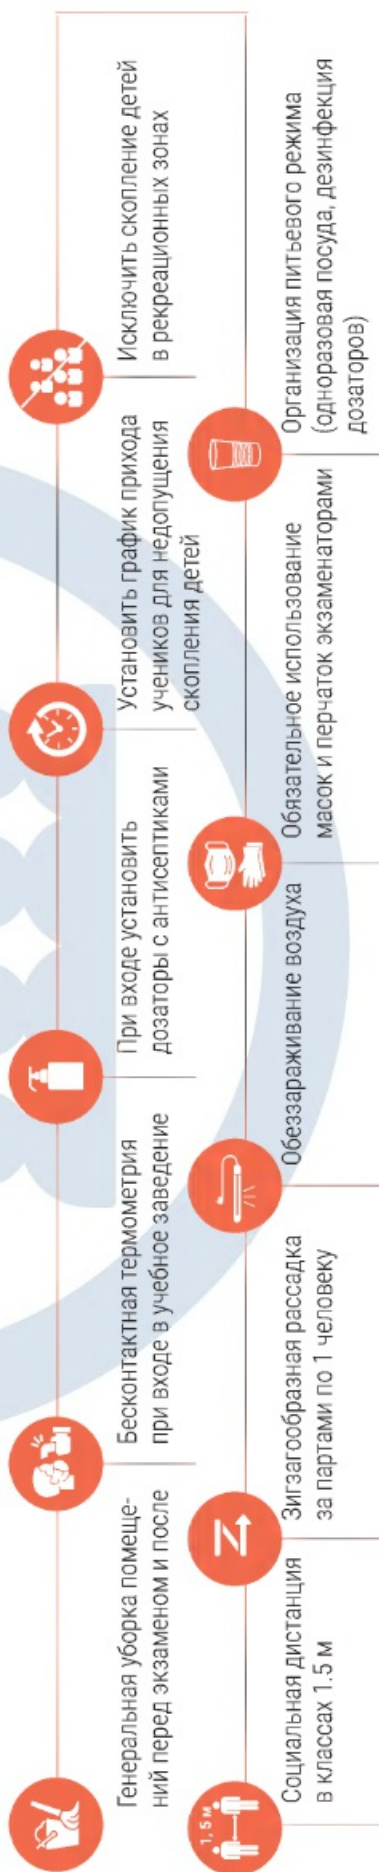 Генеральная уборка помеще-
ний перед экзаменом и после
Бесконтактная термометрия
при входе в учебное заведение
При входе установить
дозаторы с антисептиками
Установить график прихода
учеников для недопущения
скопления детей
Исключить скопление детей
в рекреационных зонах
1, 5 м
Социальная дистанция
в классах 1.5 м
Зигзагообразная рассадка
за партами по 1 человеку
Обеззараживание воздуха
Обязательное использование
масок и перчаток экзаменаторами
Организация питьевого режима
(одноразовая посуда, дезинфекция
дозаторов)